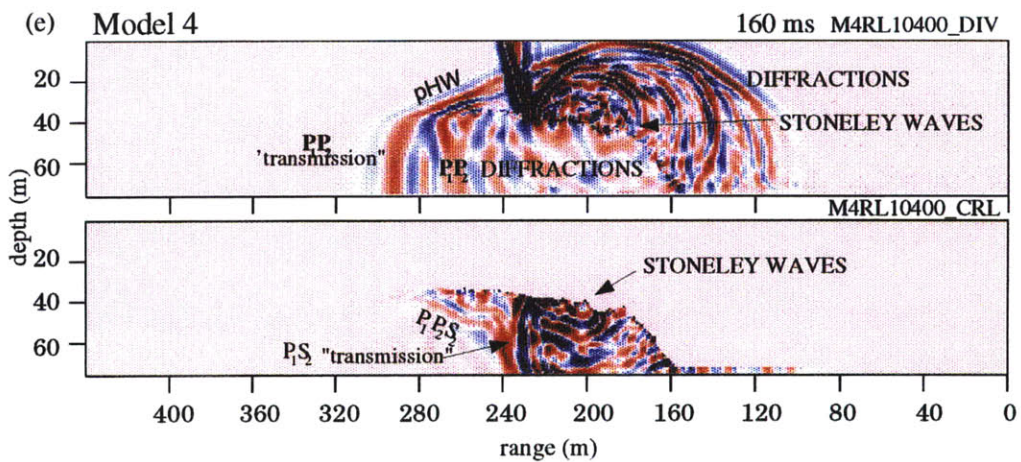 (e) Model 4 160 ms M4RL10400_DIV
20
40
60
pHW
DIFFRACTIONS
STONELEY WAVES
PP2
'transmission"
P1P2 DIFFRACTIONS
M4RL10400_CRL
depth (m)
20
40
60
STONELEY WAVES
P1P2S2
P1S2 "transmission"
400 360 320 280 240 200 160 120 80 40 0
range (m)